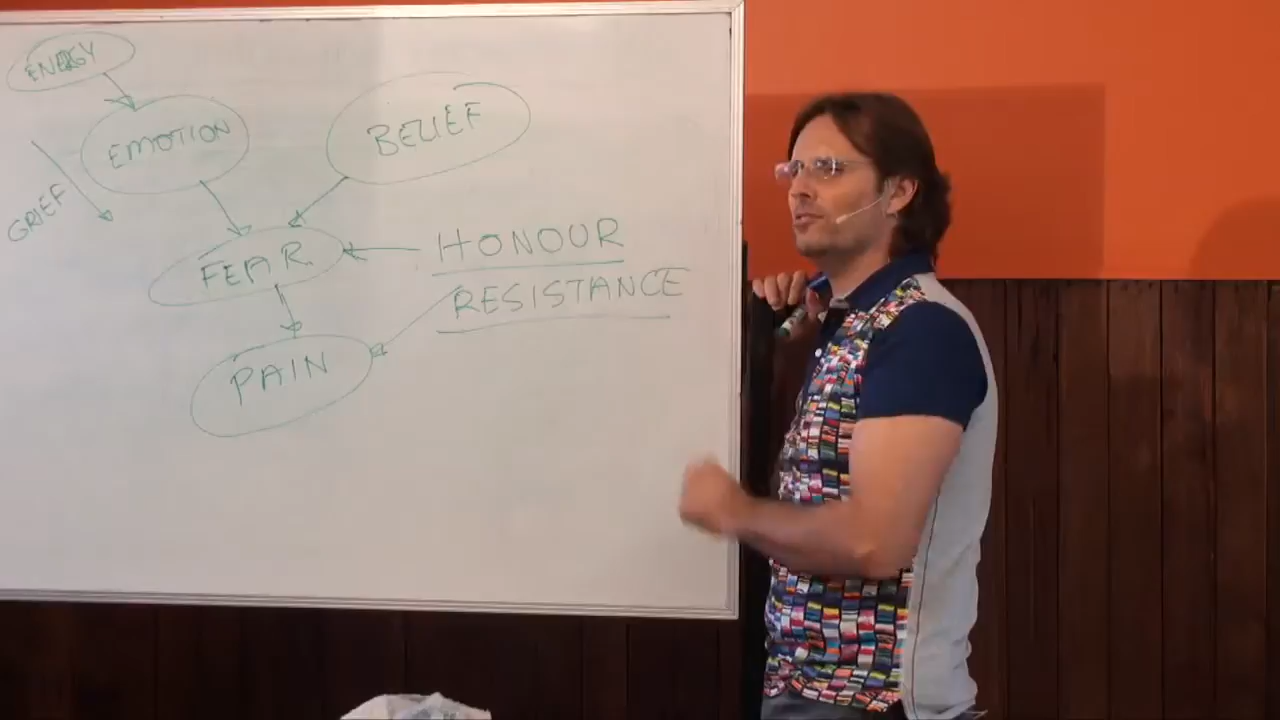 ENERGY
EMOTION
BELIEF
GRIEF
FEAR
HONOUR
RESISTANCE
PAIN